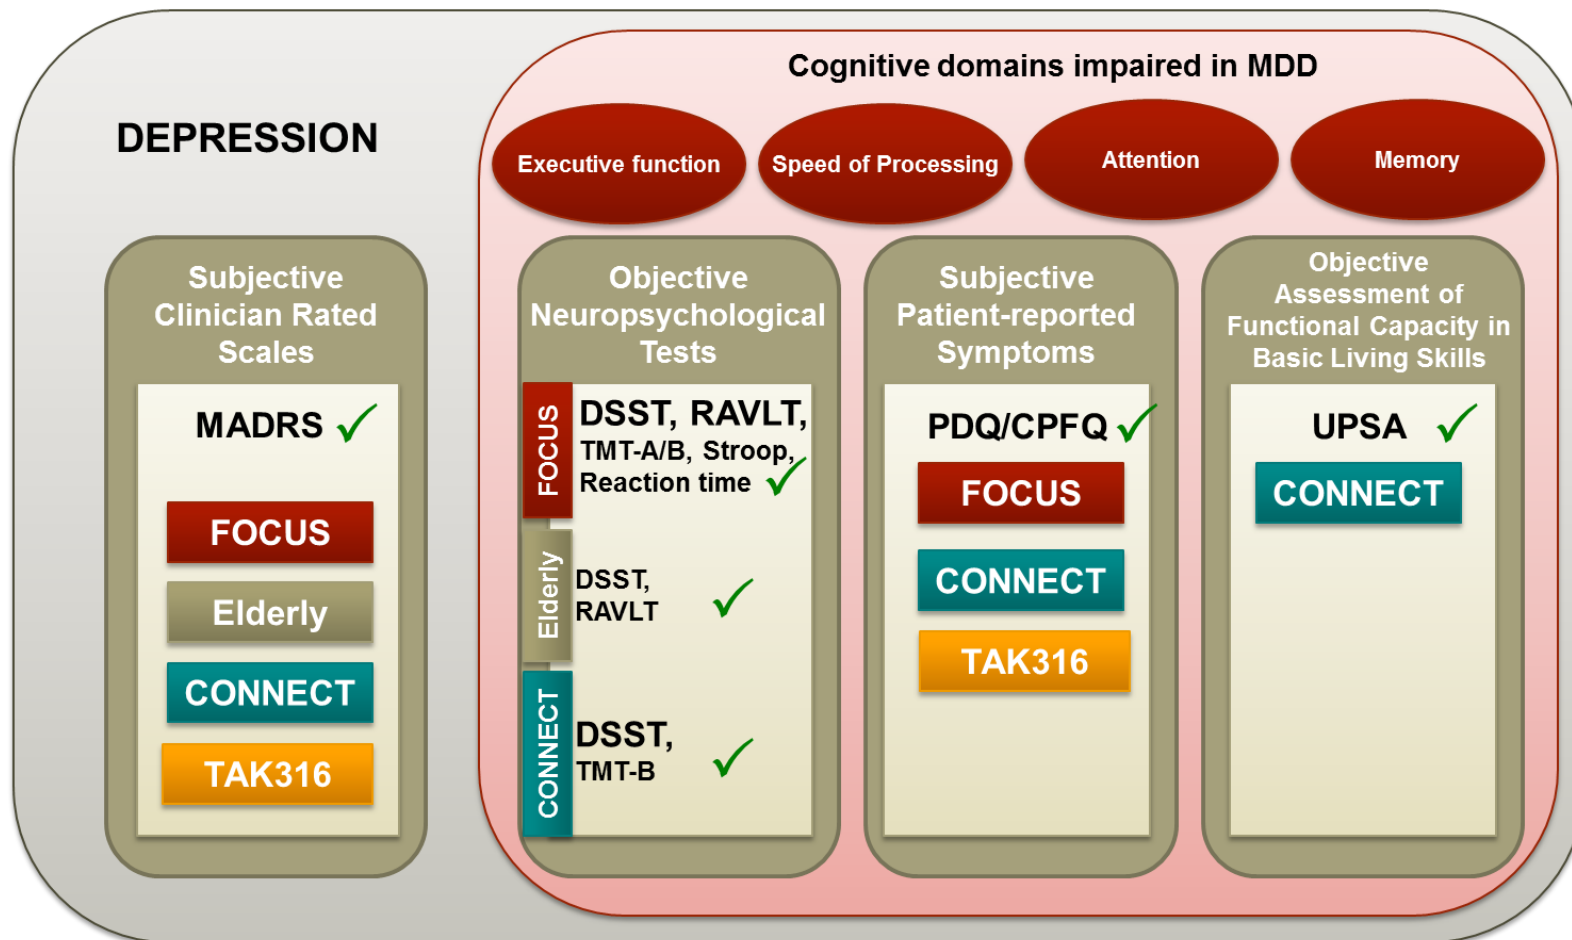 Cognitive domains impaired in MDD
DEPRESSION
Executive function
Speed of Processing
Attention
Memory
Subjective
Clinician Rated
Scales
MADRS
FOCUS
Elderly
CONNECT
TAK316
Objective
Neuropsychological
Tests
FOCUS
DSST, RAVLT,
TMT-A/B, Stroop,
Reaction time
Elderly
DSST,
RAVLT
CONNECT
DSST,
TMT-B
Subjective
Patient-reported
Symptoms
PDQ/CPFQ
FOCUS
CONNECT
TAK316
Objective
Assessment of
Functional Capacity in
Basic Living Skills
UPSA
CONNECT